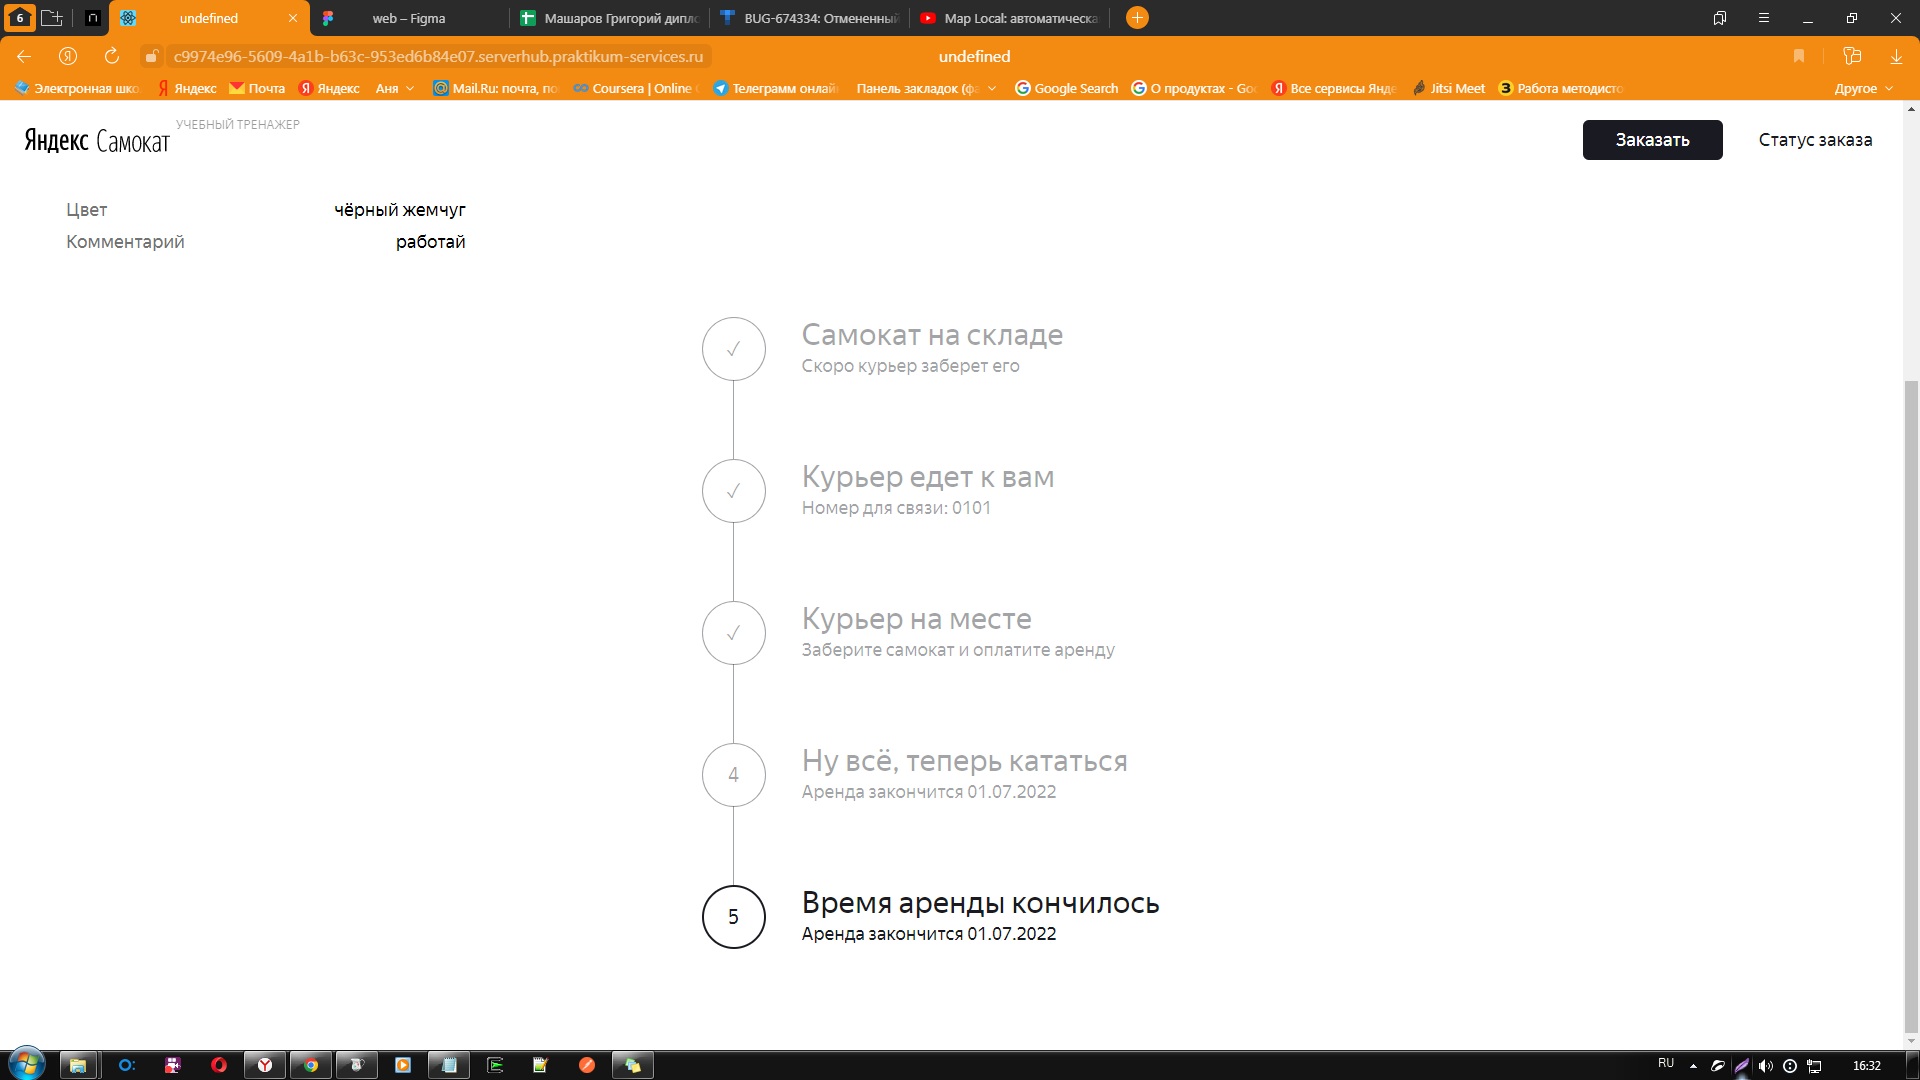 6
undefined
web – Figma
Машаров Григорий дипло
BUG-674334: Отмененный
Map Local: автоматическа
c9974e96-5609-4a1b-b63c-953ed6b84e07.serverhub.praktikum-services.ru
undefined
Электронная шко
Яндекс
Почта
Яндекс
Аня
Mail.Ru: почта, по
Coursera | Online
Телеграмм онлай
Панель закладок (фа
Google Search
О продуктах - Goo
Все сервисы Янде
Jitsi Meet
Работа методисто
Другое
Яндекс Самокат
УЧЕБНЫЙ ТРЕНАЖЕР
Заказать
Статус заказа
Цвет
чёрный жемчуг
Комментарий
работай
Самокат на складе
Скоро курьер заберет его
Курьер едет к вам
Номер для связи: 0101
Курьер на месте
Заберите самокат и оплатите аренду
4
Ну всё, теперь кататься
Аренда закончится 01.07.2022
5
Время аренды кончилось
Аренда закончится 01.07.2022
RU
16:32